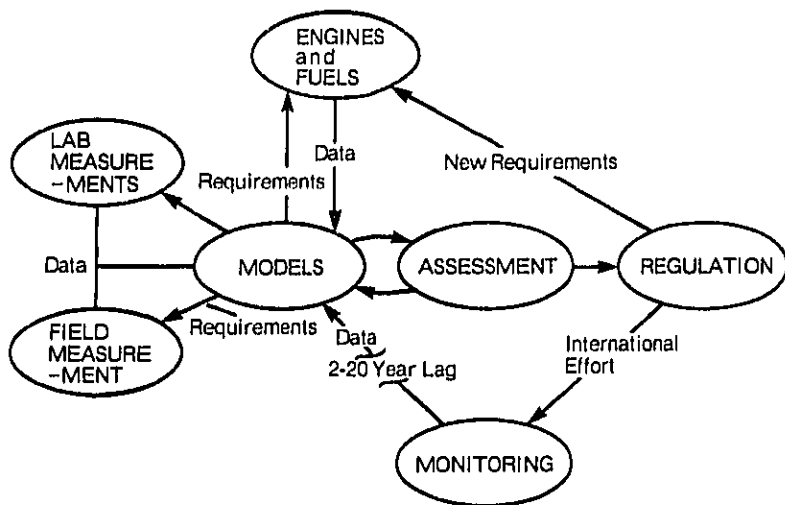 ENGINES
and
FUELS
LAB
MEASURE
-MENTS
Data
New Requirements
Requirements
Data
MODELS
ASSESSMENT
REGULATION
Requirements
FIELD
MEASURE
-MENT
Data
2-20 Year Lag
International
Effort
MONITORING